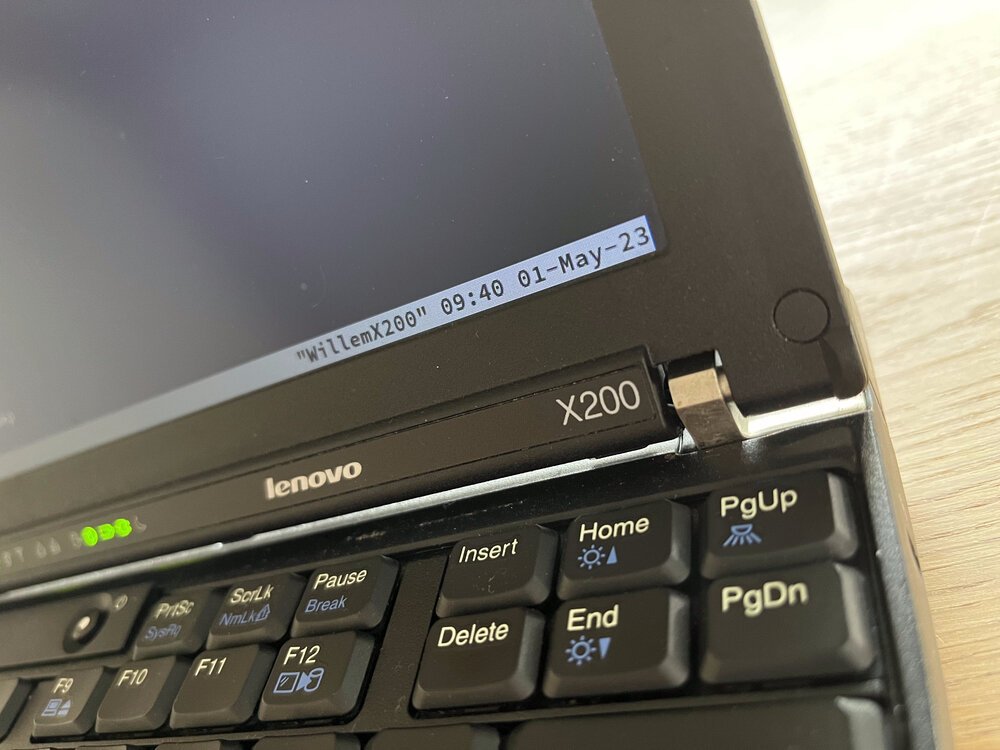 "WillemX200" 09:40 01-May-23
X200
lenovo
PrtSc
SysRq
ScrLk
NmLk
Pause
Break
Insert
Home
PgUp
F9
F10
F11
F12
Delete
End
PgDn